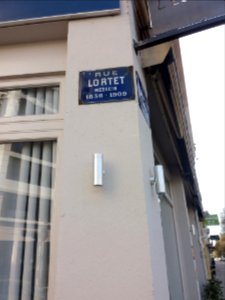 RUE
LORTET
MÉDECIN
1836 - 1909